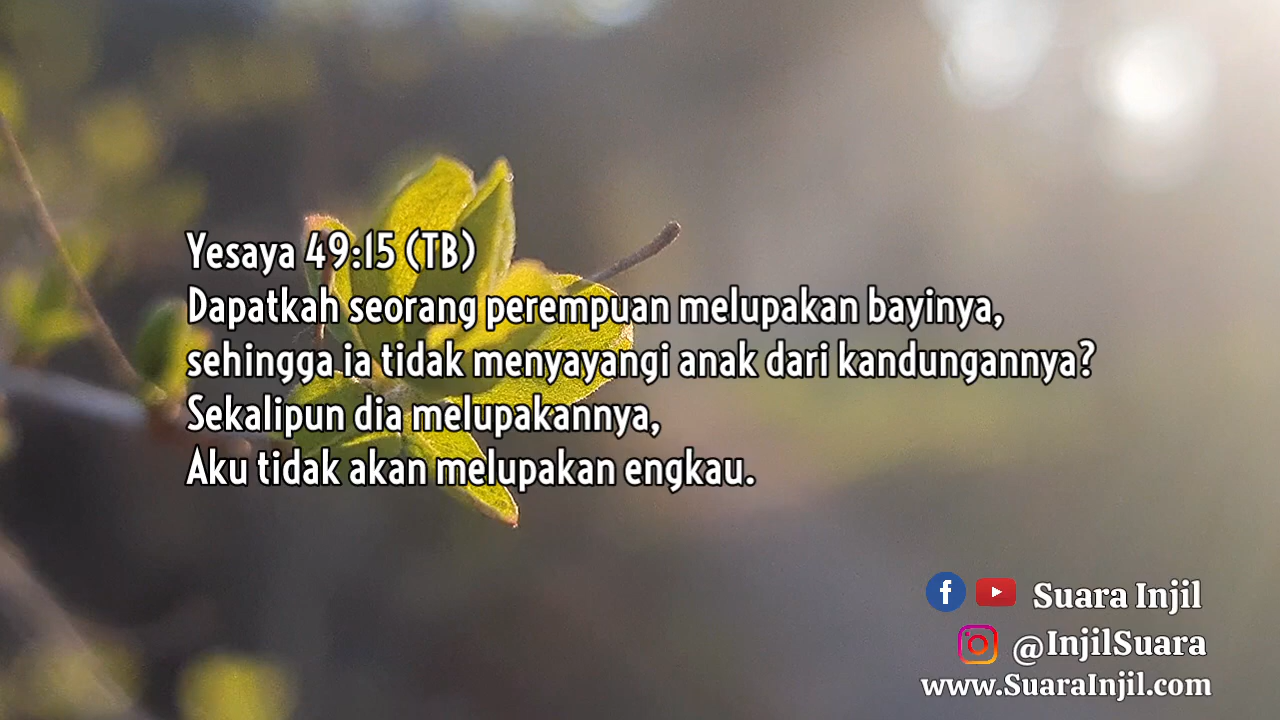 Yesaya 49:15 (TB)
Dapatkah seorang perempuan melupakan bayinya,
sehingga ia tidak menyayangi anak dari kandungannya?
Sekalipun dia melupakannya,
Aku tidak akan melupakan engkau.
Suara Injil
@InjilSuara
www.SuaraInjil.com